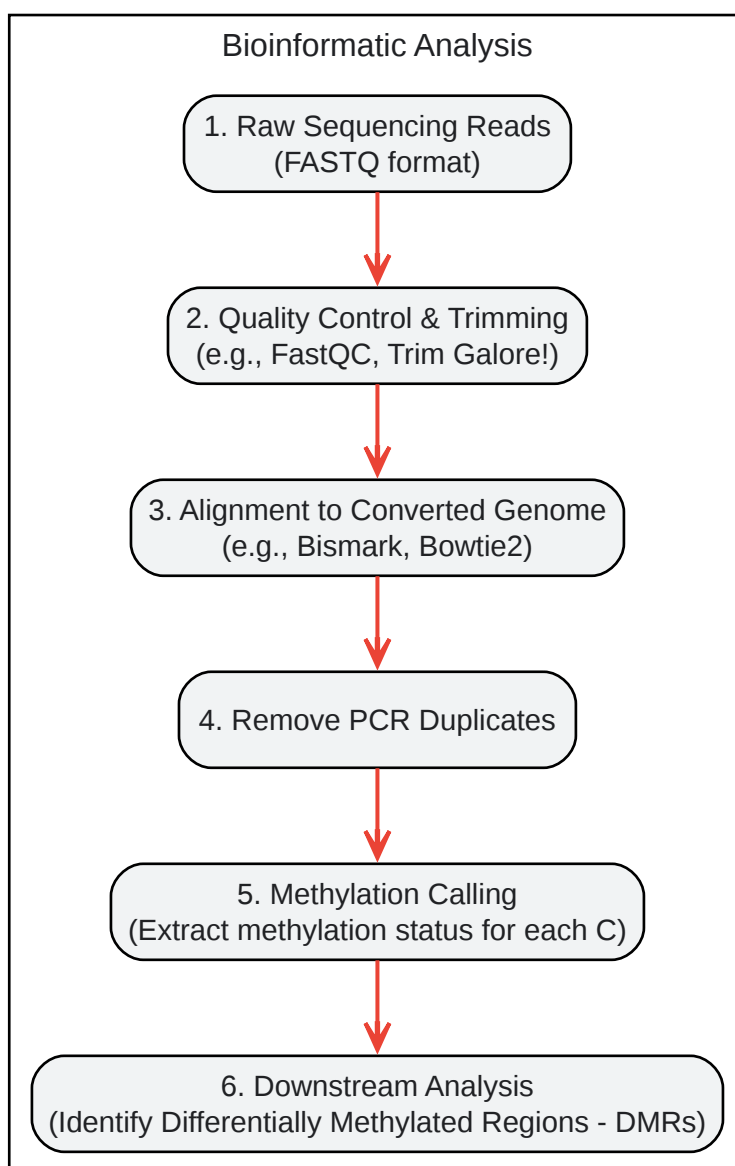 Bioinformatic Analysis
1. Raw Sequencing Reads
(FASTQ format)
2. Quality Control & Trimming
(e.g., FastQC, Trim Galore!)
3. Alignment to Converted Genome
(e.g., Bismark, Bowtie2)
4. Remove PCR Duplicates
5. Methylation Calling
(Extract methylation status for each C)
6. Downstream Analysis
(Identify Differentially Methylated Regions - DMRs)